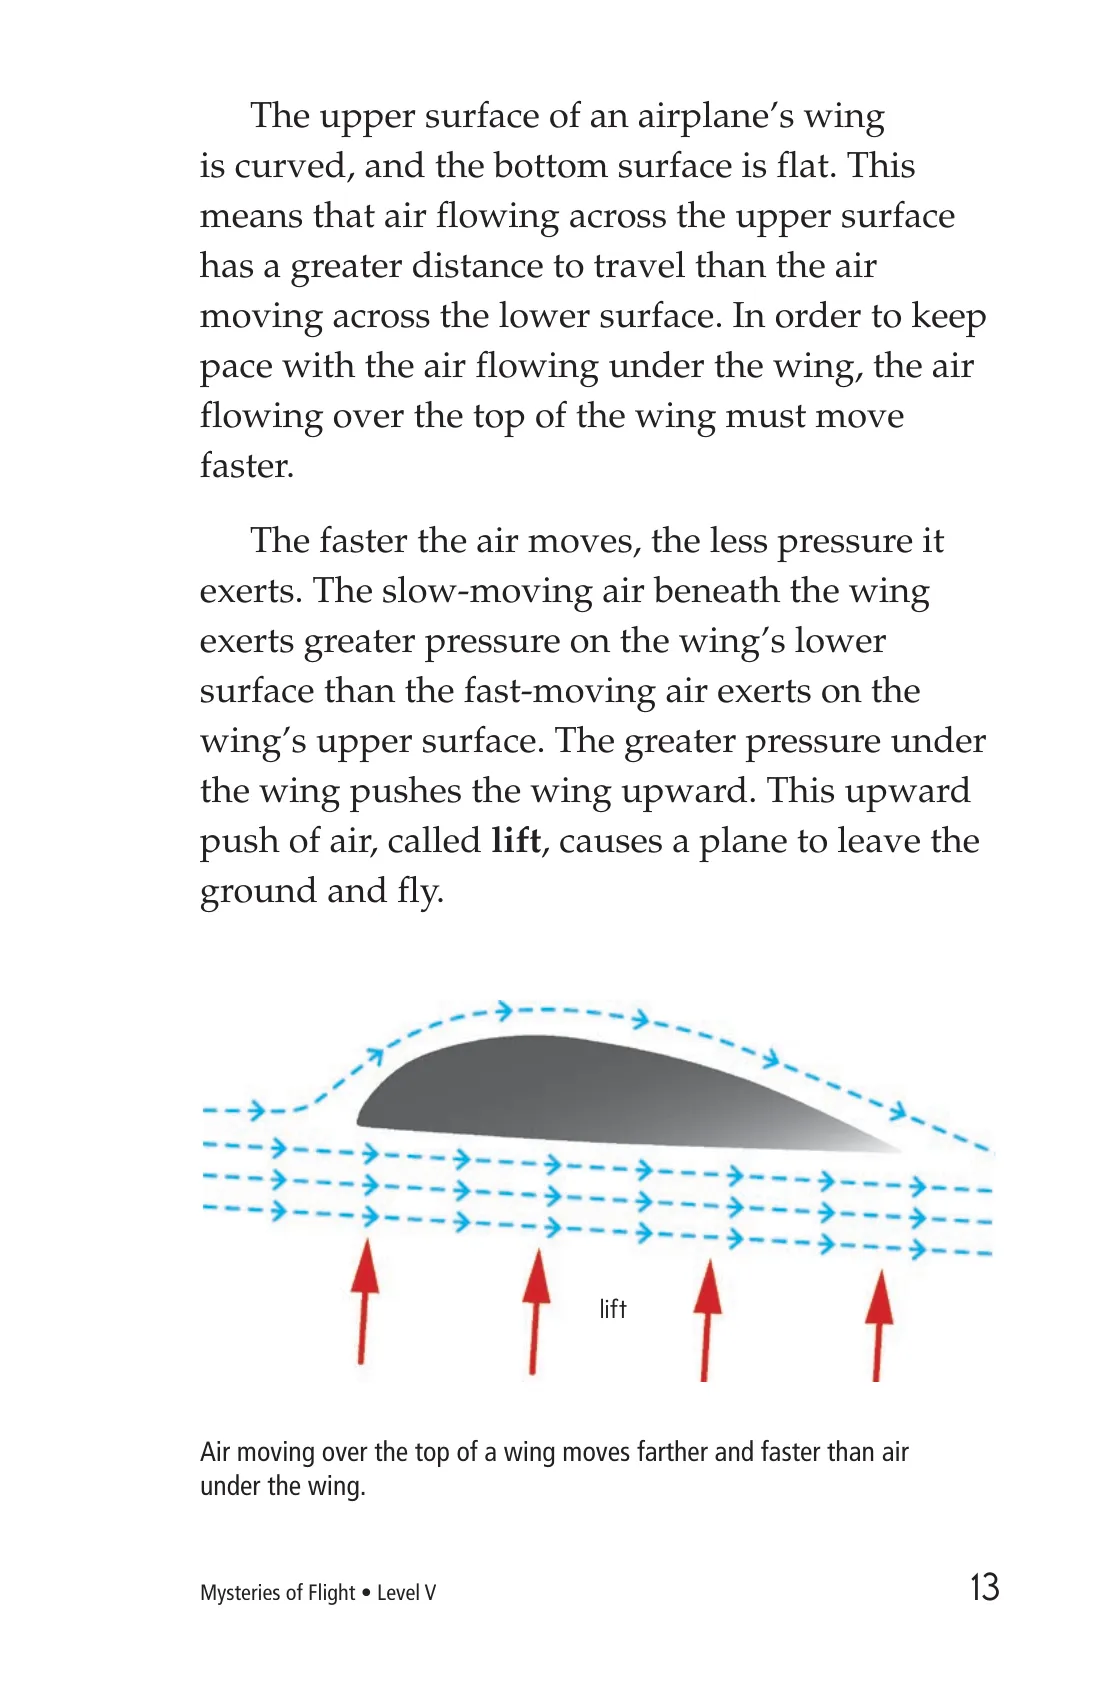 The upper surface of an airplane’s wing
is curved, and the bottom surface is flat. This
means that air flowing across the upper surface
has a greater distance to travel than the air
moving across the lower surface. In order to keep
pace with the air flowing under the wing, the air
flowing over the top of the wing must move
faster.
The faster the air moves, the less pressure it
exerts. The slow-moving air beneath the wing
exerts greater pressure on the wing’s lower
surface than the fast-moving air exerts on the
wing’s upper surface. The greater pressure under
the wing pushes the wing upward. This upward
push of air, called lift, causes a plane to leave the
ground and fly.
lift
Air moving over the top of a wing moves farther and faster than air
under the wing.
Mysteries of Flight • Level V
13